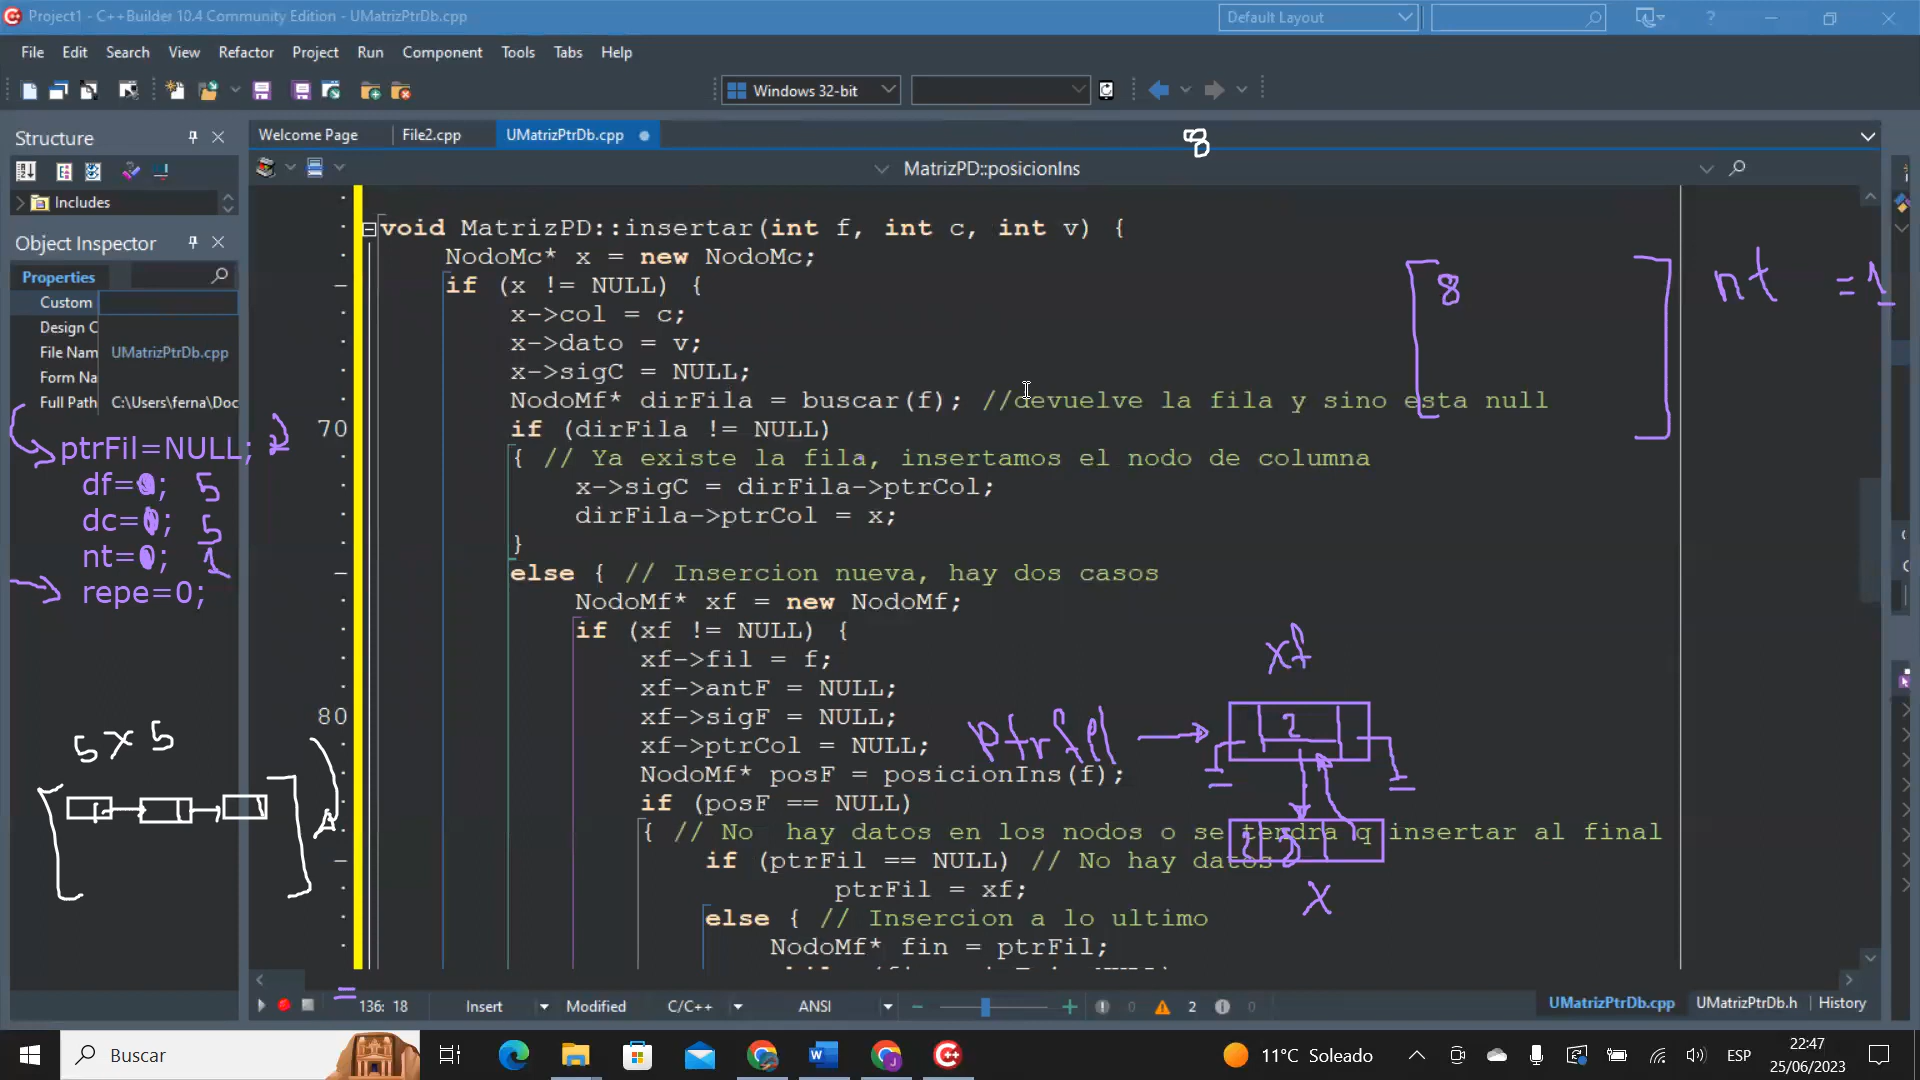 Project1 - C++Builder 10.4 Community Edition - UMatrizPtrDb.cpp
Default Layout
File Edit Search View Refactor Project Run Component Tools Tabs Help
Windows 32-bit
Structure
Welcome Page File2.cpp UMatrizPtrDb.cpp
8
MatrizPD::posicionIns
Includes
Object Inspector
Properties
Custom
Design C
File Nam UMatrizPtrDb.cpp
Form Na
Full Path C:\Users\ferna\Doc
ptrFil=NULL; 2
df=0; 5
dc=0; 5
nt=0; 1
repe=0;
5 x 5
void MatrizPD::insertar(int f, int c, int v) {
NodoMc* x = new NodoMc;
if (x != NULL) {
x->col = c;
x->dato = v;
x->sigC = NULL;
NodoMf* dirFila = buscar(f); //devuelve la fila y sino esta null
70 if (dirFila != NULL)
{ // Ya existe la fila, insertamos el nodo de columna
x->sigC = dirFila->ptrCol;
dirFila->ptrCol = x;
}
else { // Insercion nueva, hay dos casos
NodoMf* xf = new NodoMf;
if (xf != NULL) {
xf->fil = f;
xf->antF = NULL;
80 xf->sigF = NULL;
xf->ptrCol = NULL;
NodoMf* posF = posicionIns(f);
if (posF == NULL)
{ // No hay datos en los nodos o se tendra q insertar al final
if (ptrFil == NULL) // No hay datos
ptrFil = xf;
else { // Insercion a lo ultimo
NodoMf* fin = ptrFil;
8
nt =1
xf
ptrfil
2
x
136: 18 Insert Modified C/C++ ANSI 0 2 0
UMatrizPtrDb.cpp UMatrizPtrDb.h History
Buscar
11°C Soleado
ESP
22:47
25/06/2023